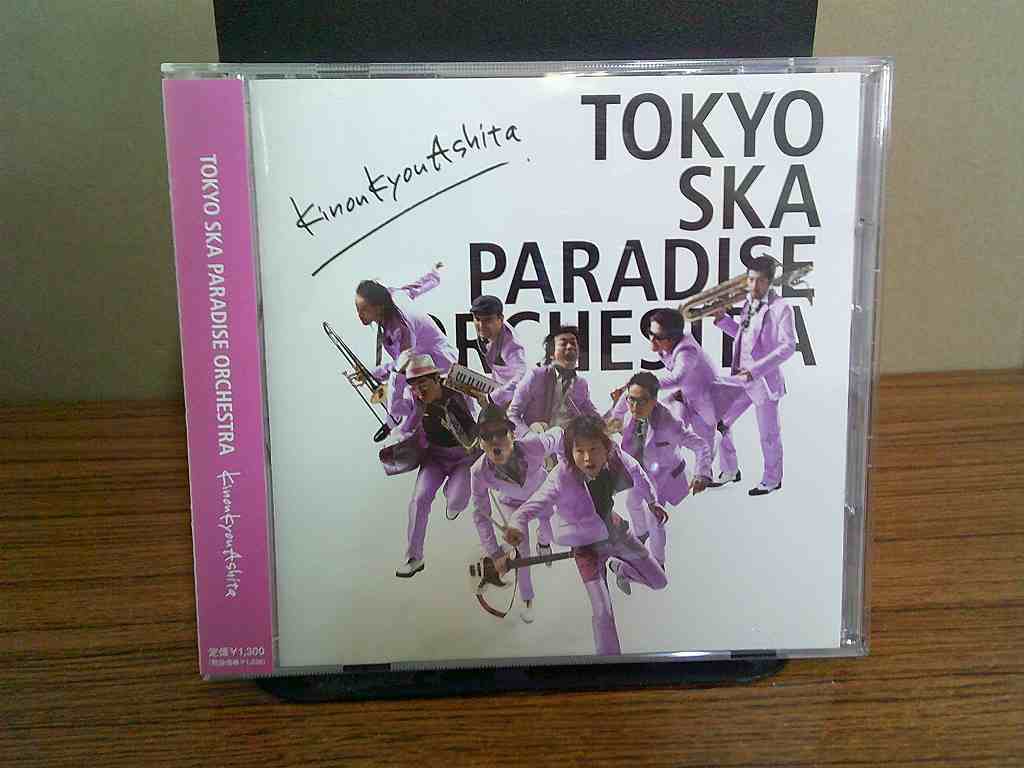 TOKYO SKA PARADISE ORCHESTRA KinouKyouAshita
定価¥1,300
KinouKyouAshita
TOKYO
SKA
PARADISE
ORCHESTRA